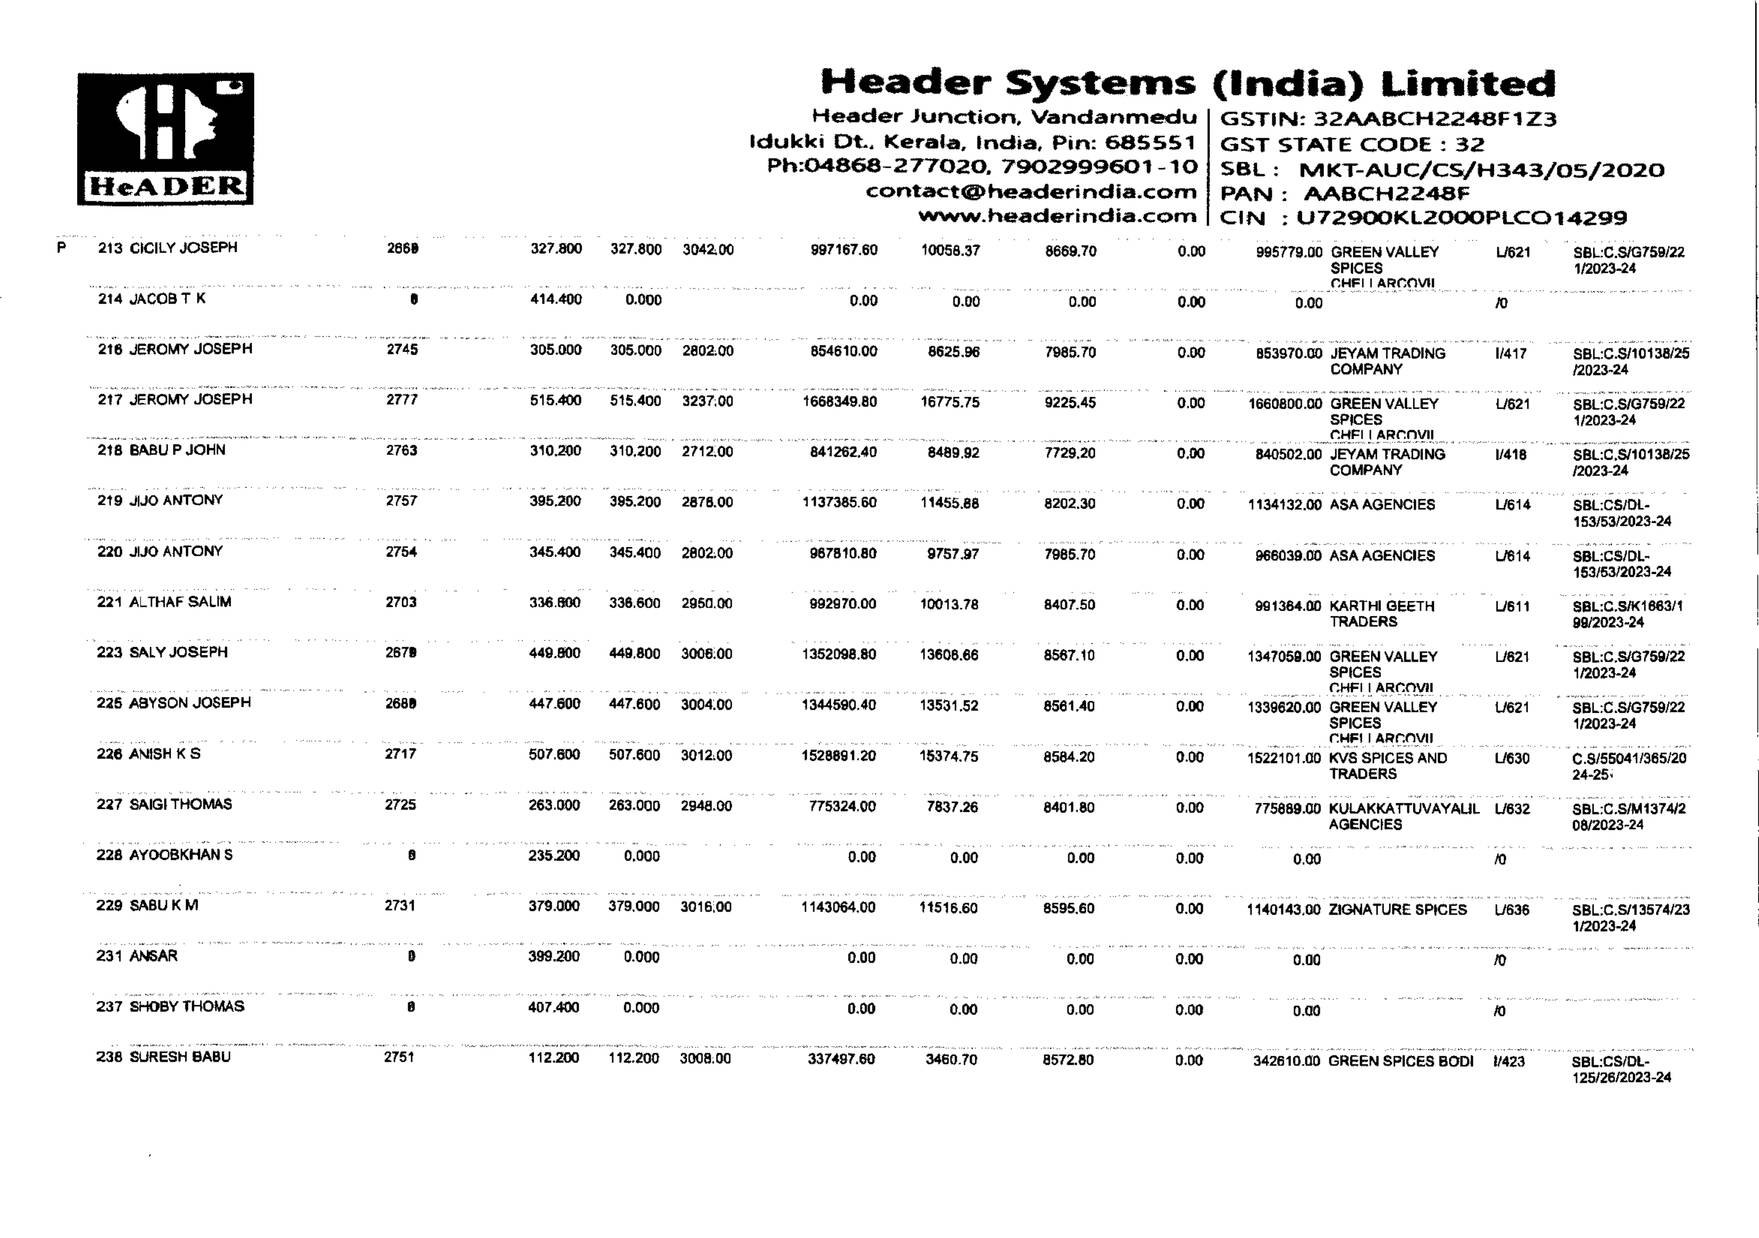 HeADER
Header Systems (India) Limited
Header Junction, Vandanmedu
Idukki Dt., Kerala, India, Pin: 685551
Ph:04868-277020, 7902999601-10
contact@headerindia.com
www.headerindia.com
GSTIN: 32AABCH2248F1Z3
GST STATE CODE : 32
SBL : MKT-AUC/CS/H343/05/2020
PAN : AABCH2248F
CIN : U72900KL2000PLCO14299
P 213 CICILY JOSEPH 327.800 327.800 3042.00 997167.60 10058.37 8669.70 0.00 995779.00 GREEN VALLEY L/621 SBL:C.S/G759/22
SPICES 1/2023-24
214 JACOB T K 0 414.400 0.000 0.00 0.00 0.00 0.00 0.00 /0
216 JEROMY JOSEPH 2745 305.000 305.000 2802.00 854610.00 8625.96 7985.70 0.00 853970.00 JEYAM TRADING I/417 SBL:C.S/10138/25
COMPANY /2023-24
217 JEROMY JOSEPH 2777 515.400 515.400 3237.00 1668349.80 16775.75 9225.45 0.00 1660800.00 GREEN VALLEY L/621 SBL:C.S/G759/22
SPICES 1/2023-24
218 BABU P JOHN 2763 310.200 310.200 2712.00 841262.40 8489.92 7729.20 0.00 840502.00 JEYAM TRADING I/418 SBL:C.S/10138/25
COMPANY /2023-24
219 JIJO ANTONY 2757 395.200 395.200 2878.00 1137385.60 11455.88 8202.30 0.00 1134132.00 ASA AGENCIES L/614 SBL:CS/DL-
153/53/2023-24
220 JIJO ANTONY 2754 345.400 345.400 2802.00 967810.80 9757.97 7985.70 0.00 966039.00 ASA AGENCIES L/614 SBL:CS/DL-
153/53/2023-24
221 ALTHAF SALIM 2703 336.600 336.600 2950.00 992970.00 10013.78 8407.50 0.00 991364.00 KARTHI GEETH L/611 SBL:C.S/K1663/1
TRADERS 99/2023-24
223 SALY JOSEPH 449.800 449.800 3006.00 1352098.80 13606.66 8567.10 0.00 1347059.00 GREEN VALLEY L/621 SBL:C.S/G759/22
SPICES 1/2023-24
225 ABYSON JOSEPH 447.600 447.600 3004.00 1344590.40 13531.52 8561.40 0.00 1339620.00 GREEN VALLEY L/621 SBL:C.S/G759/22
SPICES 1/2023-24
226 ANISH K S 2717 507.600 507.600 3012.00 1528891.20 15374.75 8584.20 0.00 1522101.00 KVS SPICES AND L/630 C.S/55041/365/20
TRADERS 24-25
227 SAIGI THOMAS 2725 263.000 263.000 2948.00 775324.00 7837.26 8401.80 0.00 775889.00 KULAKKATTUVAYALIL L/632 SBL:C.S/M1374/2
AGENCIES 08/2023-24
228 AYOOBKHAN S 0 235.200 0.000 0.00 0.00 0.00 0.00 0.00 /0
229 SABU K M 2731 379.000 379.000 3016.00 1143064.00 11516.60 8595.60 0.00 1140143.00 ZIGNATURE SPICES L/636 SBL:C.S/13574/23
1/2023-24
231 ANSAR 0 399.200 0.000 0.00 0.00 0.00 0.00 0.00 /0
237 SHOBY THOMAS 0 407.400 0.000 0.00 0.00 0.00 0.00 0.00 /0
238 SURESH BABU 2751 112.200 112.200 3008.00 337497.60 3460.70 8572.80 0.00 342610.00 GREEN SPICES BODI I/423 SBL:CS/DL-
125/26/2023-24